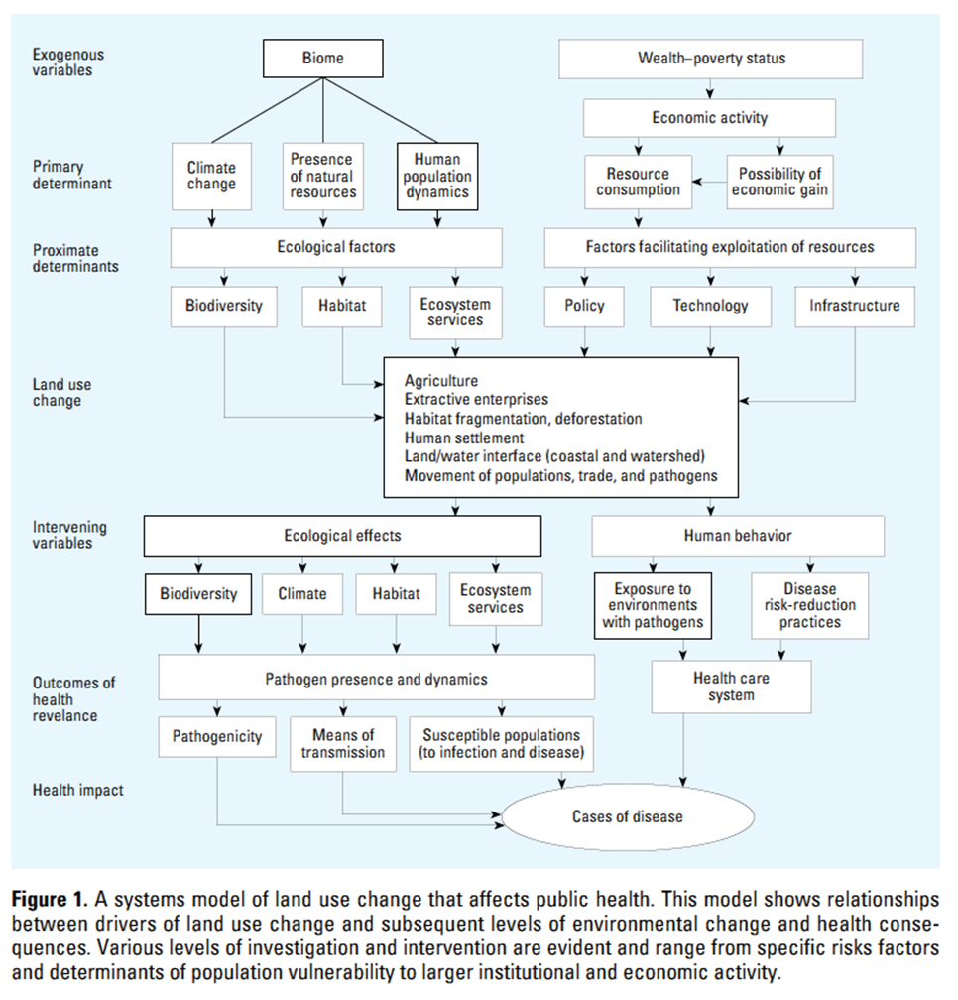 Exogenous
variables
Biome
Wealth–poverty status
Economic activity
Primary
determinant
Climate
change
Presence
of natural
resources
Human
population
dynamics
Resource
consumption
Possibility of
economic gain
Proximate
determinants
Ecological factors
Factors facilitating exploitation of resources
Biodiversity
Habitat
Ecosystem
services
Policy
Technology
Infrastructure
Land use
change
Agriculture
Extractive enterprises
Habitat fragmentation, deforestation
Human settlement
Land/water interface (coastal and watershed)
Movement of populations, trade, and pathogens
Intervening
variables
Ecological effects
Human behavior
Biodiversity
Climate
Habitat
Ecosystem
services
Exposure to
environments
with pathogens
Disease
risk-reduction
practices
Outcomes of
health
revelance
Pathogen presence and dynamics
Health care
system
Pathogenicity
Means of
transmission
Susceptible populations
(to infection and disease)
Health impact
Cases of disease
Figure 1. A systems model of land use change that affects public health. This model shows relationships
between drivers of land use change and subsequent levels of environmental change and health conse-
quences. Various levels of investigation and intervention are evident and range from specific risks factors
and determinants of population vulnerability to larger institutional and economic activity.